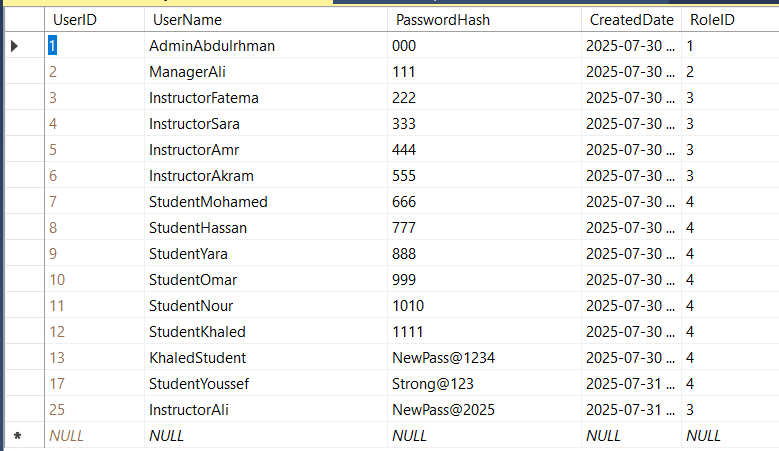 UserID UserName PasswordHash CreatedDate RoleID
1 AdminAbdulrhman 000 2025-07-30 ... 1
2 ManagerAli 111 2025-07-30 ... 2
3 InstructorFatema 222 2025-07-30 ... 3
4 InstructorSara 333 2025-07-30 ... 3
5 InstructorAmr 444 2025-07-30 ... 3
6 InstructorAkram 555 2025-07-30 ... 3
7 StudentMohamed 666 2025-07-30 ... 4
8 StudentHassan 777 2025-07-30 ... 4
9 StudentYara 888 2025-07-30 ... 4
10 StudentOmar 999 2025-07-30 ... 4
11 StudentNour 1010 2025-07-30 ... 4
12 StudentKhaled 1111 2025-07-30 ... 4
13 KhaledStudent NewPass@1234 2025-07-30 ... 4
17 StudentYoussef Strong@123 2025-07-31 ... 4
25 InstructorAli NewPass@2025 2025-07-31 ... 3
* NULL NULL NULL NULL NULL